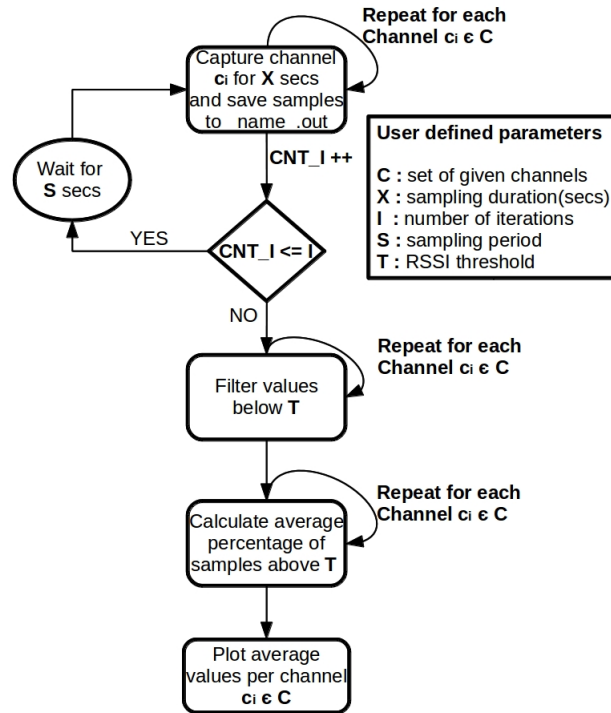 Repeat for each
Channel ci є C
Capture channel
ci for X secs
and save samples
to _name_.out
CNT_I ++
User defined parameters
C : set of given channels
X : sampling duration(secs)
I : number of iterations
S : sampling period
T : RSSI threshold
Wait for
S secs
YES
CNT_I <= I
NO
Repeat for each
Channel ci є C
Filter values
below T
Repeat for each
Channel ci є C
Calculate average
percentage of
samples above T
Plot average
values per channel
ci є C